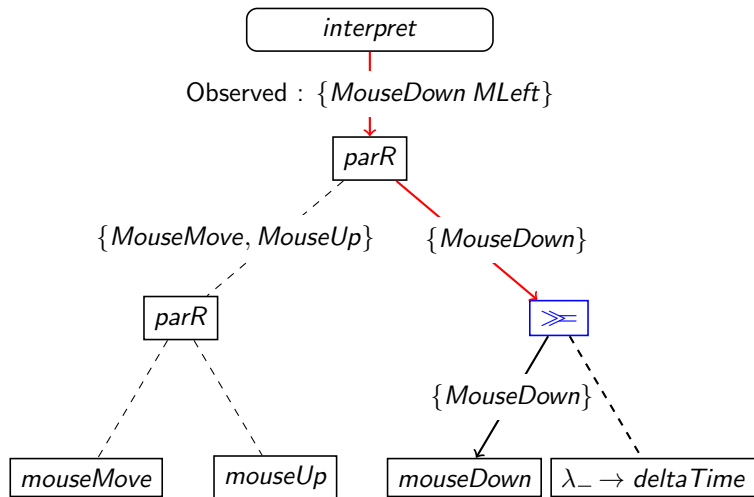 interpret
Observed : {MouseDown MLeft}
parR
{MouseMove, MouseUp} {MouseDown}
parR >>=
{MouseDown}
mouseMove mouseUp mouseDown λ_ → deltaTime